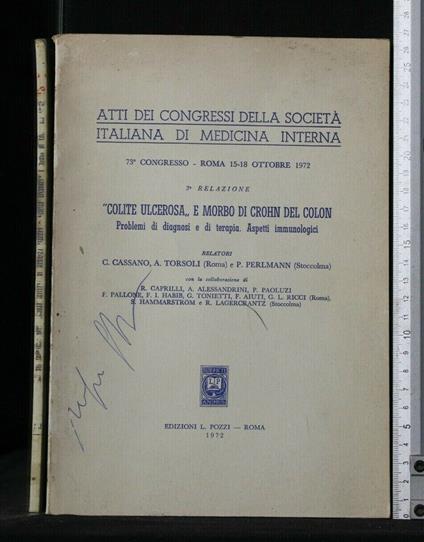 ATTI DEI CONGRESSI DELLA SOCIETÀ
ITALIANA DI MEDICINA INTERNA
73° CONGRESSO - ROMA 15-18 OTTOBRE 1972
RELAZIONE
"COLITE ULCEROSA„ E MORBO DI CROHN DEL COLON
Problemi di diagnosi e di terapia. Aspetti immunologici
RELATORI
C. CASSANO, A. TORSOLI (Roma) e P. PERLMANN (Stoccolma)
con la collaborazione di
R. CAPRILLI, A. ALESSANDRINI, P. PAOLUZI
F. PALLONE, F. I. HABIB, G. TONIETTI, F. AIUTI, G. L. RICCI (Roma),
HAMMARSTROM e R. LAGERCRANTZ (Stoccolma)
EDIZIONI L. POZZI — ROMA
1972